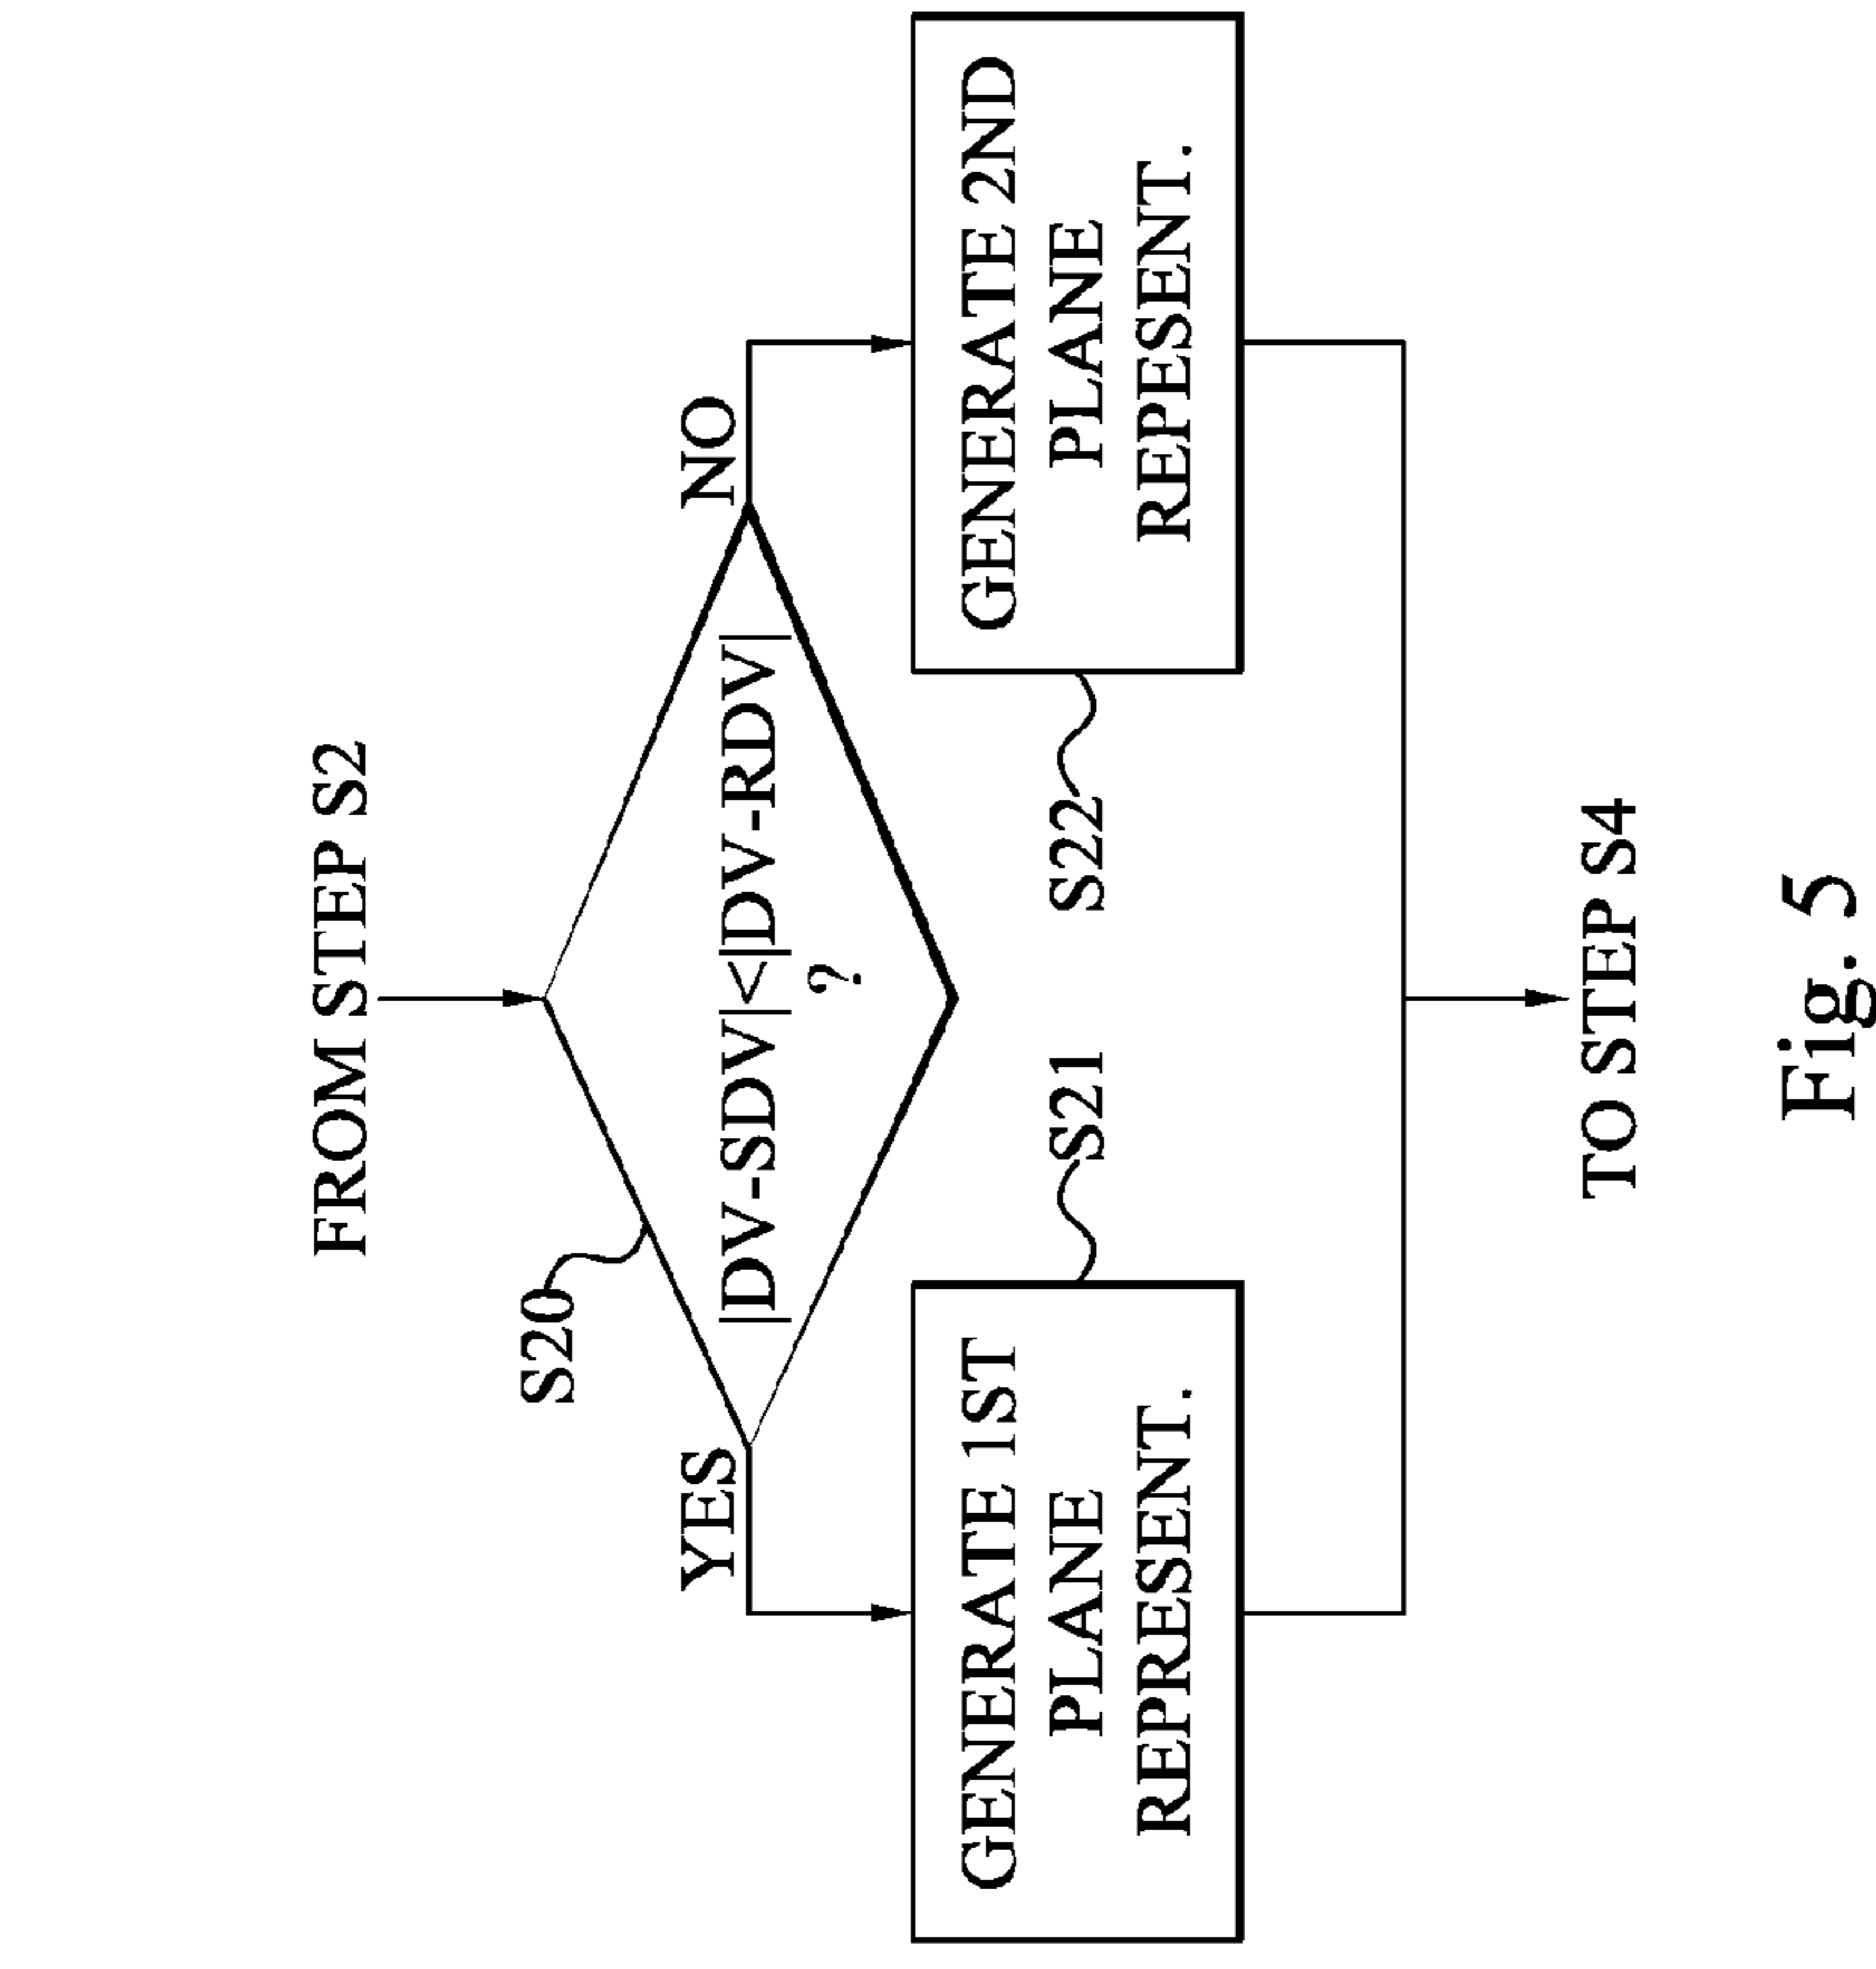 FROM STEP S2
S20
|DV-SDV|<|DV-RDV|
?
YES
NO
GENERATE 1ST
PLANE
REPRESENT.
S21
S22
GENERATE 2ND
PLANE
REPESENT.
TO STEP S4
Fig. 5